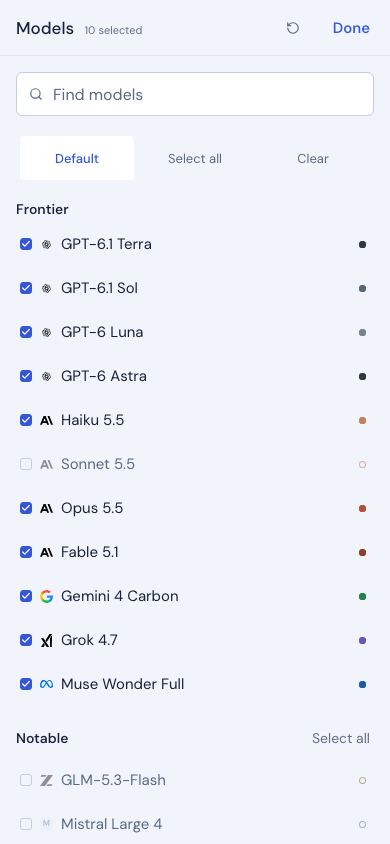 Models 10 selected Done
Find models
Default Select all Clear
Frontier
GPT-6.1 Terra
GPT-6.1 Sol
GPT-6 Luna
GPT-6 Astra
Haiku 5.5
Sonnet 5.5
Opus 5.5
Fable 5.1
Gemini 4 Carbon
Grok 4.7
Muse Wonder Full
Notable Select all
GLM-5.3-Flash
Mistral Large 4